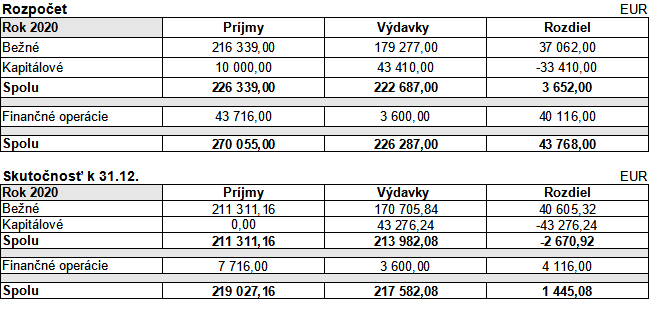 Rozpočet EUR
Rok 2020 Príjmy Výdavky Rozdiel
Bežné 216 339,00 179 277,00 37 062,00
Kapitálové 10 000,00 43 410,00 -33 410,00
Spolu 226 339,00 222 687,00 3 652,00
Finančné operácie 43 716,00 3 600,00 40 116,00
Spolu 270 055,00 226 287,00 43 768,00
Skutočnosť k 31.12. EUR
Rok 2020 Príjmy Výdavky Rozdiel
Bežné 211 311,16 170 705,84 40 605,32
Kapitálové 0,00 43 276,24 -43 276,24
Spolu 211 311,16 213 982,08 -2 670,92
Finančné operácie 7 716,00 3 600,00 4 116,00
Spolu 219 027,16 217 582,08 1 445,08